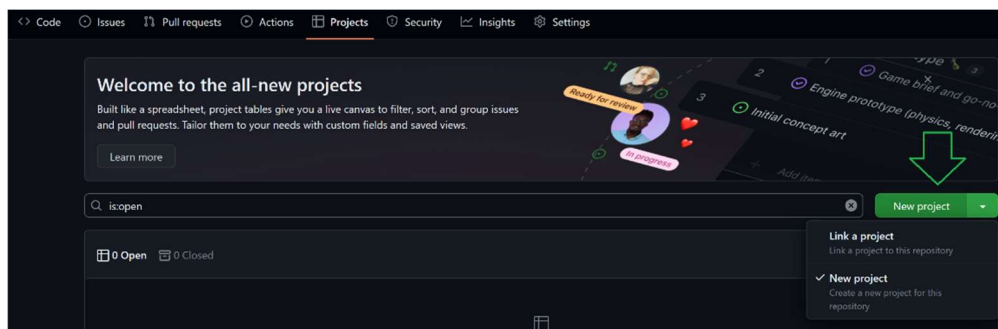 Code Issues Pull requests Actions Projects Security Insights Settings
Welcome to the all-new projects
Built like a spreadsheet, project tables give you a live canvas to filter, sort, and group issues
and pull requests. Tailor them to your needs with custom fields and saved views.
Learn more
Ready for review
In progress
2
3
Initial concept art
Engine prototype (physics, renderin
Game brief and go-no
3
+ Add item
is:open
New project
0 Open 0 Closed
Link a project
Link a project to this repository
New project
Create a new project for this
repository